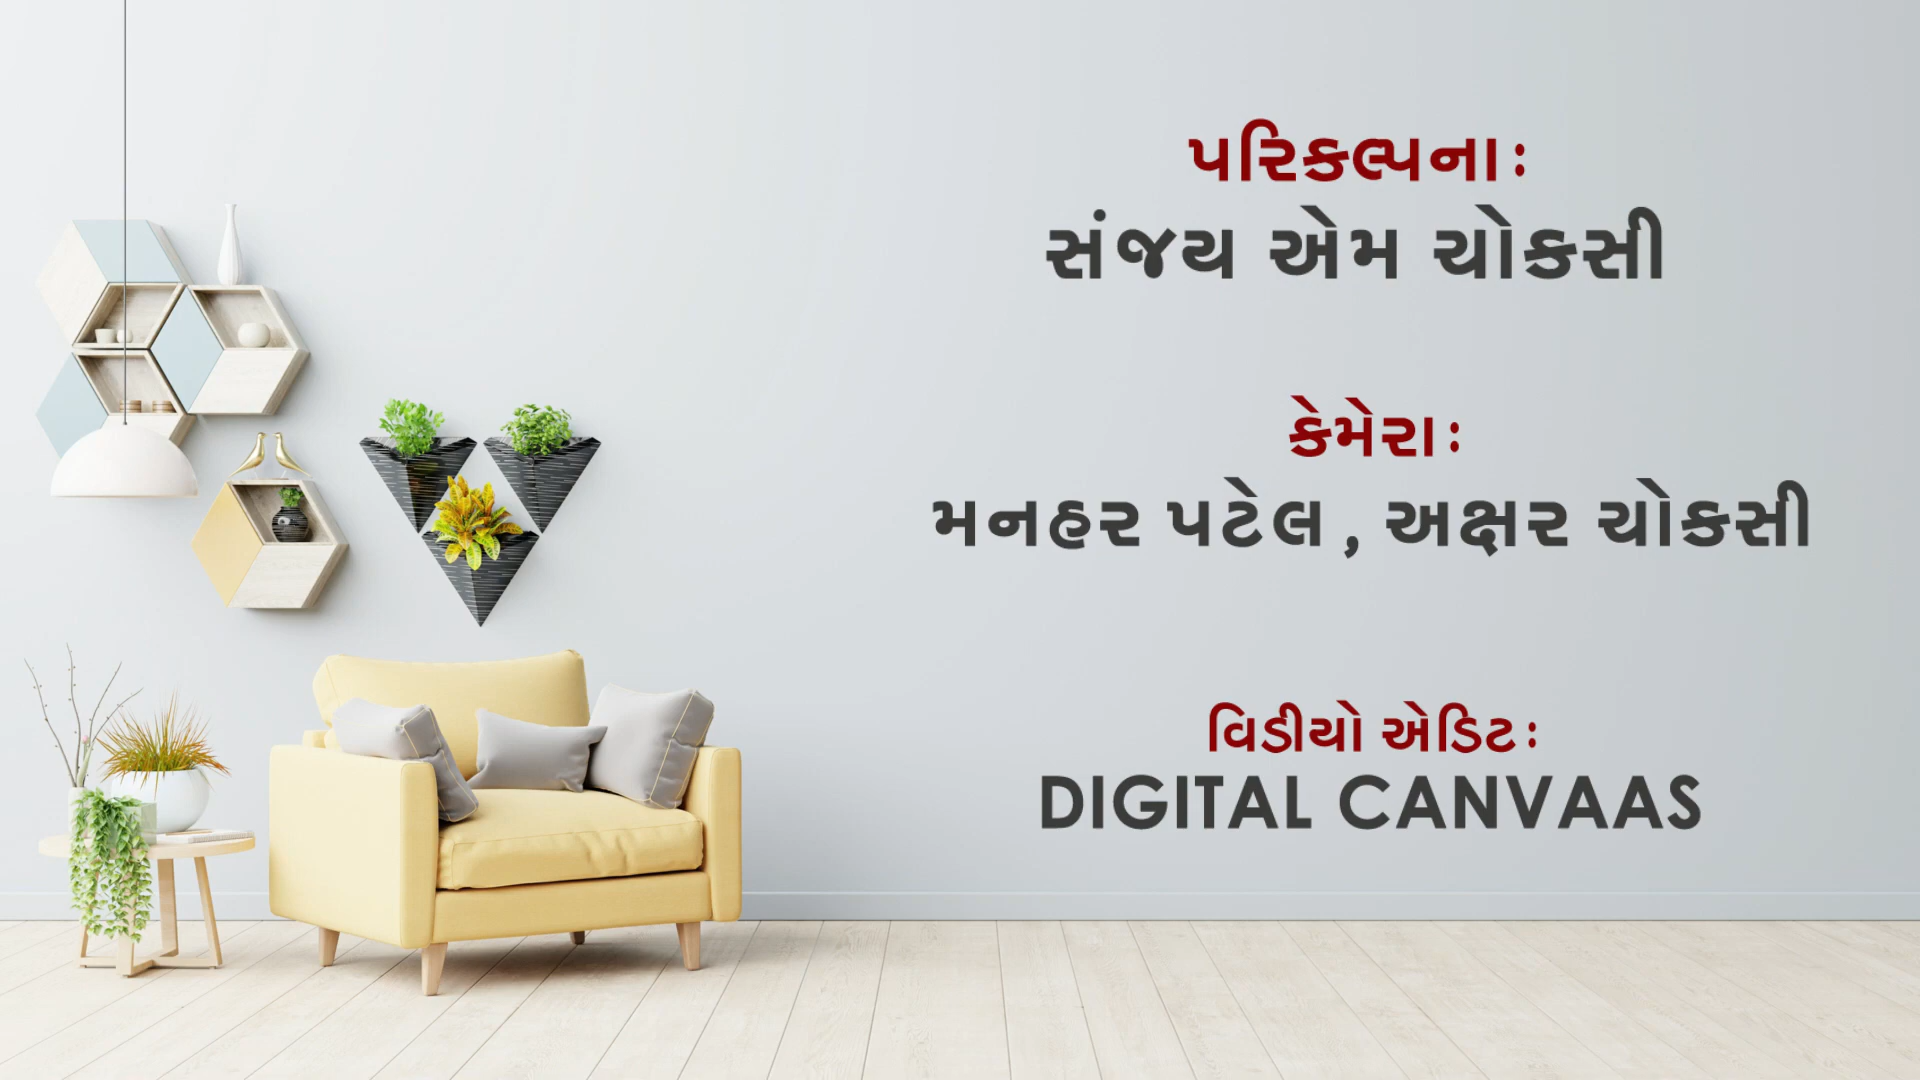 પરિકલ્પનાઃ
સંજય એમ ચોકસી
કેમેરાઃ
મનહર પટેલ, અક્ષર ચોકસી
વિડીયો એડિટઃ
DIGITAL CANVAAS